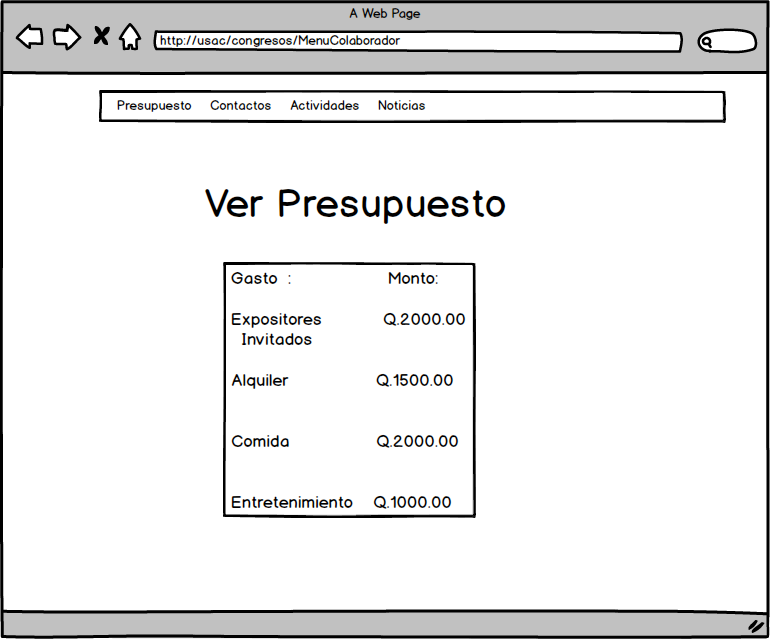 A Web Page
http://usac/congresos/MenuColaborador
Presupuesto Contactos Actividades Noticias
Ver Presupuesto
Gasto : Monto:
Expositores Q.2000.00
Invitados
Alquiler Q.1500.00
Comida Q.2000.00
Entretenimiento Q.1000.00